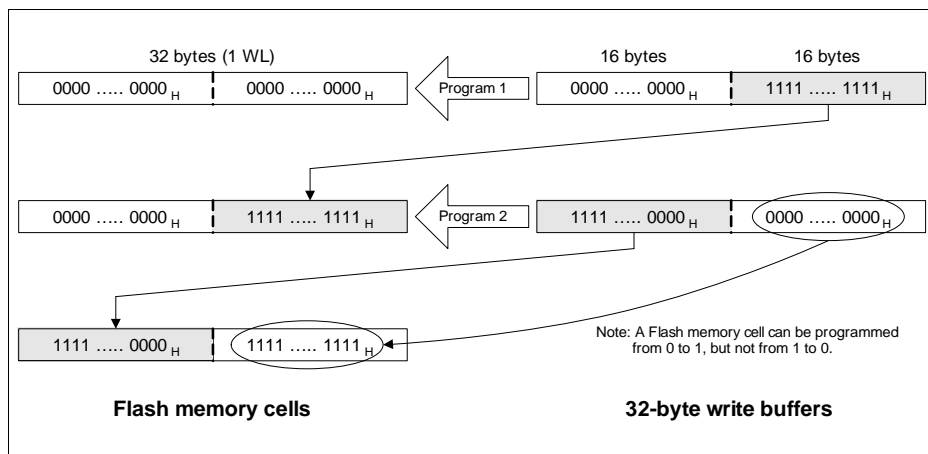 32 bytes (1 WL)
16 bytes
16 bytes
0000 ..... 0000 H
0000 ..... 0000 H
Program 1
0000 ..... 0000 H
1111 ..... 1111 H
0000 ..... 0000 H
1111 ..... 1111 H
Program 2
1111 ..... 0000 H
0000 ..... 0000 H
1111 ..... 0000 H
1111 ..... 1111 H
Note: A Flash memory cell can be programmed
from 0 to 1, but not from 1 to 0.
Flash memory cells
32-byte write buffers